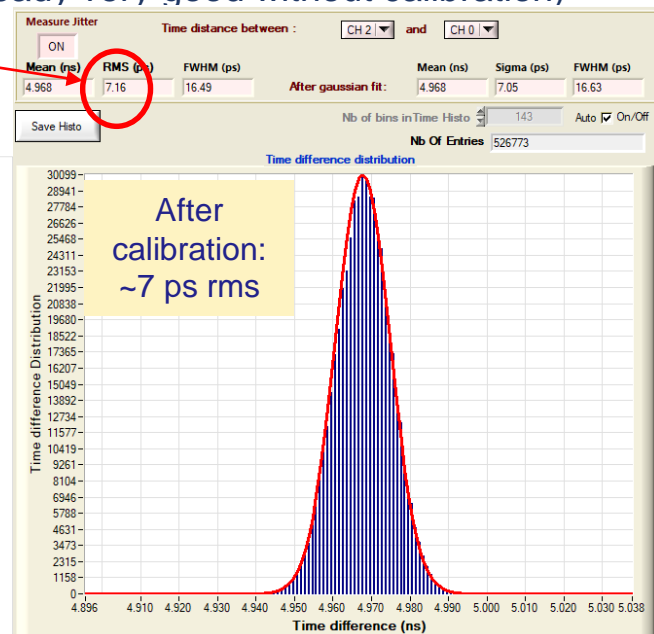 ady very good without calibration)
Measure Jitter
ON
Time distance between :
CH 2
and
CH 0
Mean (ns)
RMS (ps)
FWHM (ps)
Mean (ns)
Sigma (ps)
FWHM (ps)
4.968
7.16
16.49
After gaussian fit:
4.968
7.05
16.63
Save Histo
Nb of bins in Time Histo
143
Auto
On/Off
Nb Of Entries
526773
Time difference distribution
After
calibration:
~7 ps rms
Time difference Distribution
30099
28941
27784
26626
25468
24311
23153
21995
20838
19680
18522
17365
16207
15049
13892
12734
11577
10419
9261
8104
6946
5788
4631
3473
2315
1158
0
4.896 4.910 4.920 4.930 4.940 4.950 4.960 4.970 4.980 4.990 5.000 5.010 5.020 5.030 5.038
Time difference (ns)